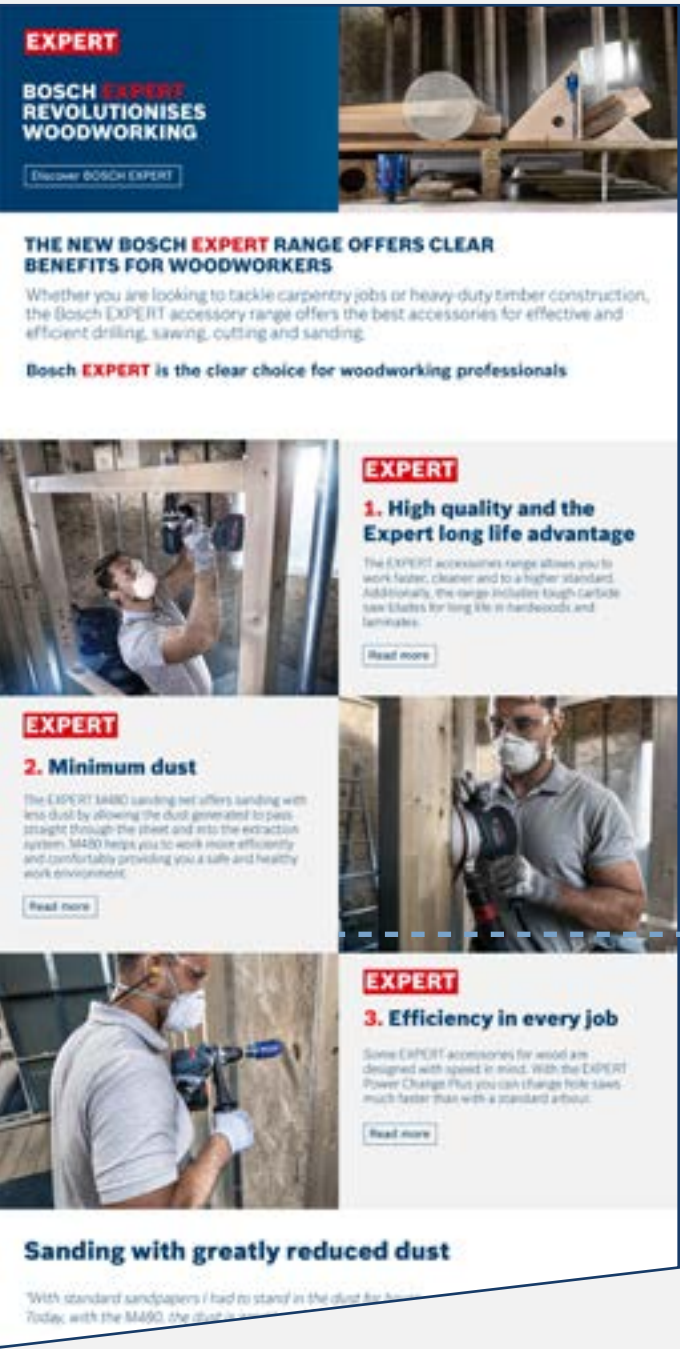 EXPERT
BOSCH EXPERT
REVOLUTIONISES
WOODWORKING
Discover BOSCH EXPERT
THE NEW BOSCH EXPERT RANGE OFFERS CLEAR
BENEFITS FOR WOODWORKERS
Whether you are looking to tackle carpentry jobs or heavy-duty timber construction,
the Bosch EXPERT accessory range offers the best accessories for effective and
efficient drilling, sawing, cutting and sanding.
Bosch EXPERT is the clear choice for woodworking professionals
EXPERT
1. High quality and the
Expert long life advantage
The EXPERT accessories range allows you to
work faster, cleaner and to a higher standard.
Additionally, the range includes tough carbide
saw blades for long life in hardwoods and
laminates.
Read more
EXPERT
2. Minimum dust
The EXPERT M480 sanding net offers sanding with
less dust by allowing the dust generated to pass
straight through the sheet and into the extraction
system. M480 helps you to work more efficiently
and comfortably providing you a safe and healthy
work environment.
Read more
EXPERT
3. Efficiency in every job
Some EXPERT accessories for wood are
designed with speed in mind. With the EXPERT
Power Change Plus you can change hole saws
much faster than with a standard arbour.
Read more
Sanding with greatly reduced dust
"With standard sandpapers I had to stand in the dust for
Today, with the M480, the dust is